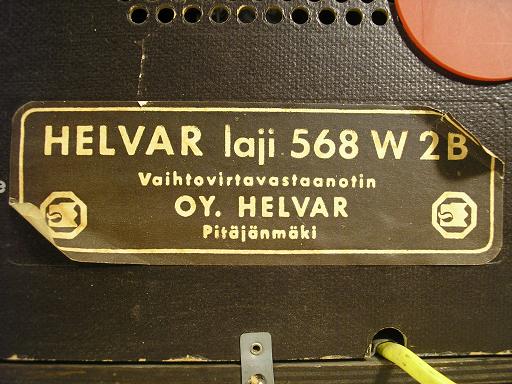 HELVAR laji 568 W 2B
Vaihtovirtavastaanotin
OY. HELVAR
Pitäjänmäki